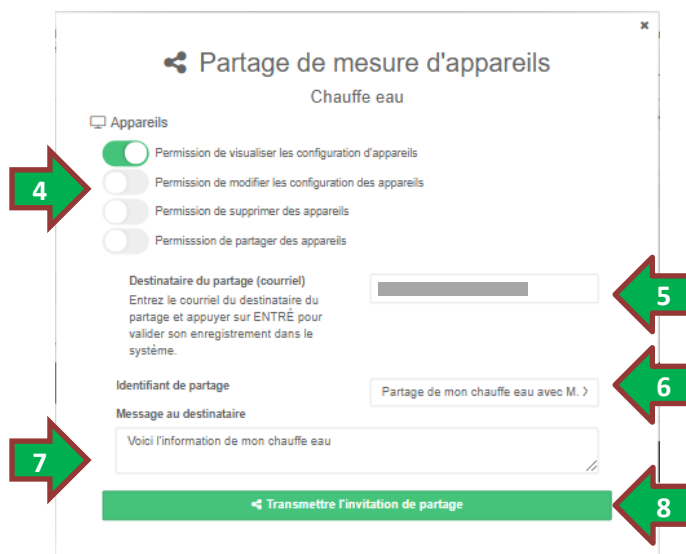 ×
Partage de mesure d'appareils
Chauffe eau
Appareils
Permission de visualiser les configuration d'appareils
4
Permission de modifier les configuration des appareils
Permission de supprimer des appareils
Permisssion de partager des appareils
Destinataire du partage (courriel)
Entrez le courriel du destinataire du
partage et appuyer sur ENTRÉ pour
valider son enregistrement dans le
système.
5
Identifiant de partage
Partage de mon chauffe eau avec M. X
6
Message au destinataire
Voici l'information de mon chauffe eau
7
Transmettre l'invitation de partage
8